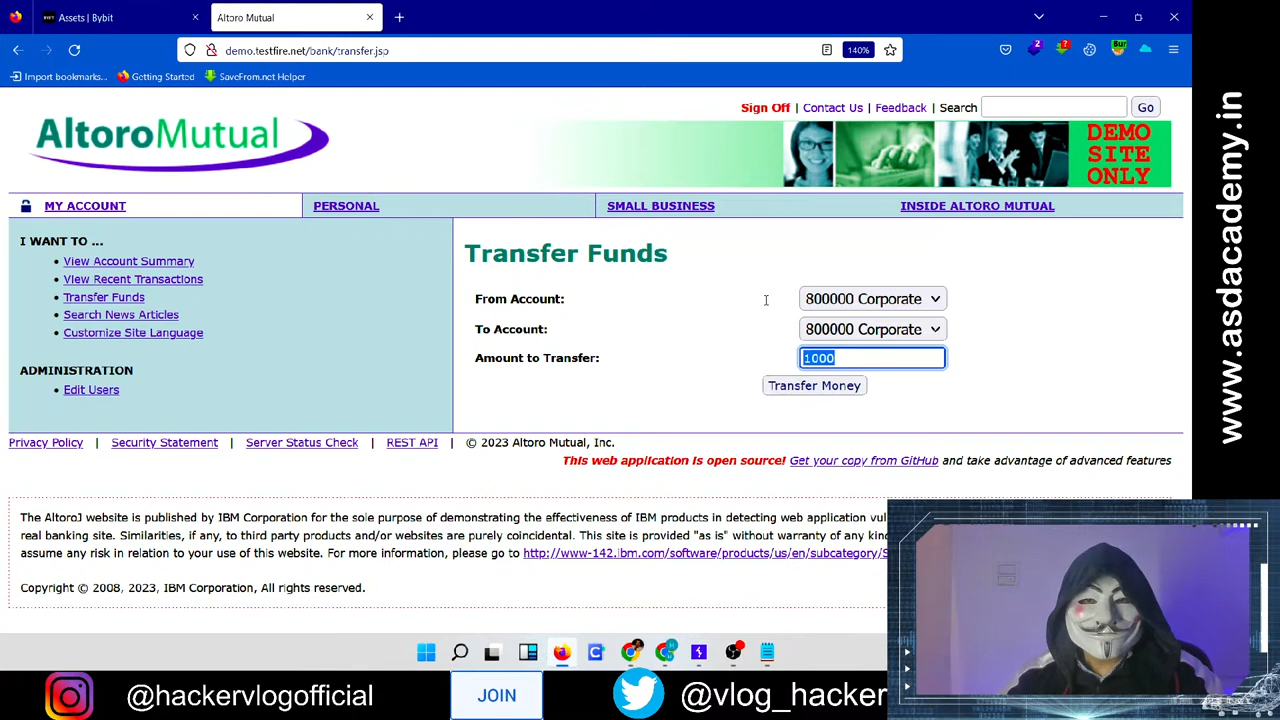 Assets | Bybit
Altoro Mutual
demo.testfire.net/bank/transfer.jsp
140%
Import bookmarks... Getting Started SaveFrom.net Helper
Sign Off | Contact Us | Feedback | Search Go
AltoroMutual
DEMO
SITE
ONLY
MY ACCOUNT PERSONAL SMALL BUSINESS INSIDE ALTORO MUTUAL
I WANT TO ...
• View Account Summary
• View Recent Transactions
• Transfer Funds
• Search News Articles
• Customize Site Language
ADMINISTRATION
• Edit Users
Transfer Funds
From Account: 800000 Corporate
To Account: 800000 Corporate
Amount to Transfer: 1000
Transfer Money
Privacy Policy | Security Statement | Server Status Check | REST API | © 2023 Altoro Mutual, Inc.
This web application is open source! Get your copy from GitHub and take advantage of advanced features
The AltoroJ website is published by IBM Corporation for the sole purpose of demonstrating the effectiveness of IBM products in detecting web application
real banking site. Similarities, if any, to third party products and/or websites are purely coincidental. This site is provided "as is" without warranty of any
assume any risk in relation to your use of this website. For more information, please go to http://www-142.ibm.com/software/products/us/en/subcategory/
Copyright © 2008, 2023, IBM Corporation, All rights reserved.
@hackervlogofficial
JOIN
@vlog_hacker
www.asdacademy.in